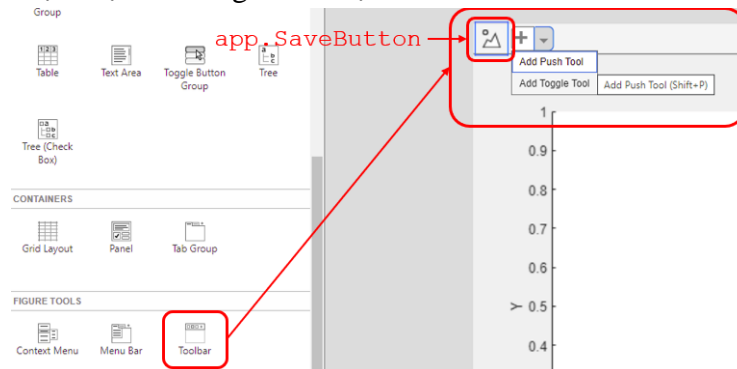 Group
app.SaveButton
Table
Text Area
Toggle Button
Group
Tree
Add Push Tool
Add Toggle Tool
Add Push Tool (Shift+P)
Tree (Check
Box)
CONTAINERS
Grid Layout
Panel
Tab Group
FIGURE TOOLS
Context Menu
Menu Bar
Toolbar
1
0.9
0.8
0.7
0.6
0.5
0.4
Y